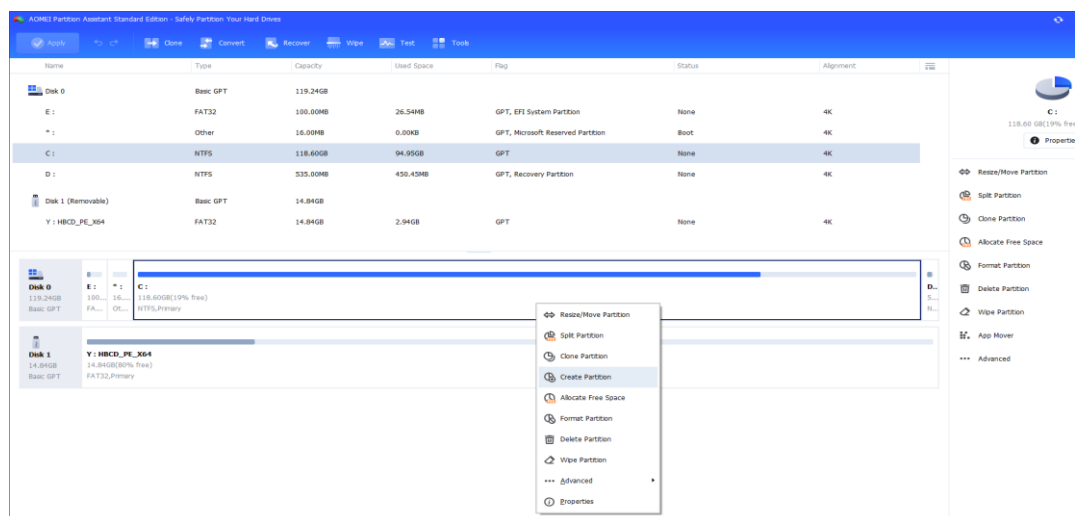 AOMEI Partition Assistant Standard Edition - Safely Partition Your Hard Drives
Apply Clone Convert Recover Wipe Test Tools
Name Type Capacity Used Space Flag Status Alignment
Disk 0 Basic GPT 119.24GB
E : FAT32 100.00MB 26.54MB GPT, EFI System Partition None 4K
* : Other 16.00MB 0.00KB GPT, Microsoft Reserved Partition Boot 4K
C : NTFS 118.60GB 94.95GB GPT None 4K
D : NTFS 535.00MB 450.45MB GPT, Recovery Partition None 4K
Disk 1 (Removable) Basic GPT 14.84GB
Y : HBCD_PE_X64 FAT32 14.84GB 2.94GB GPT None 4K
C :
118.60 GB(19% free
Propertie
Resize/Move Partition
Split Partition
Clone Partition
Allocate Free Space
Format Partition
Delete Partition
Wipe Partition
App Mover
Advanced
Disk 0 E : * : C : D...
119.24GB 100... 16.... 118.60GB(19% free) 5...
Basic GPT FA... Ot... NTFS,Primary N...
Disk 1 Y : HBCD_PE_X64
14.84GB 14.84GB(80% free)
Basic GPT FAT32,Primary
Resize/Move Partition
Split Partition
Clone Partition
Create Partition
Allocate Free Space
Format Partition
Delete Partition
Wipe Partition
Advanced
Properties